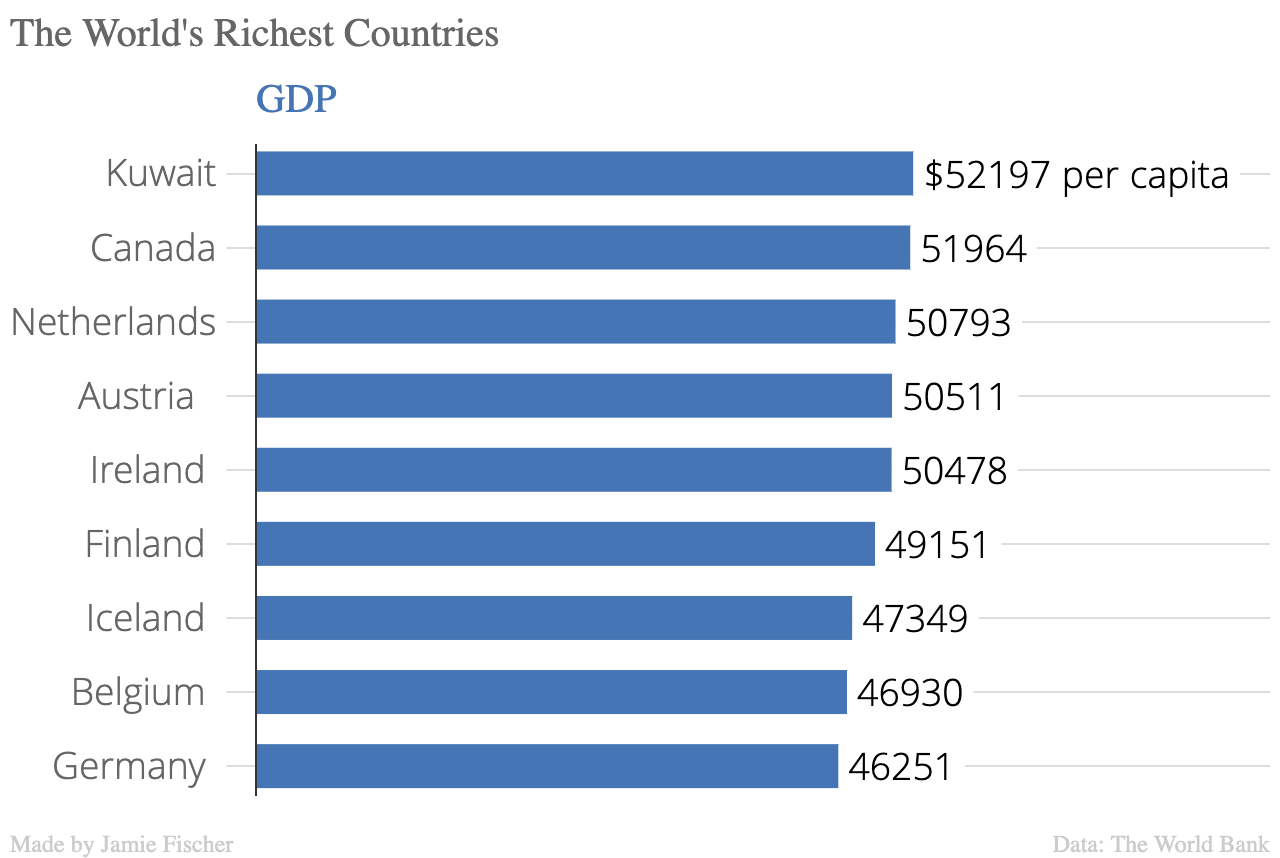 The World's Richest Countries
GDP
Kuwait $52197 per capita
Canada 51964
Netherlands 50793
Austria 50511
Ireland 50478
Finland 49151
Iceland 47349
Belgium 46930
Germany 46251
Made by Jamie Fischer Data: The World Bank